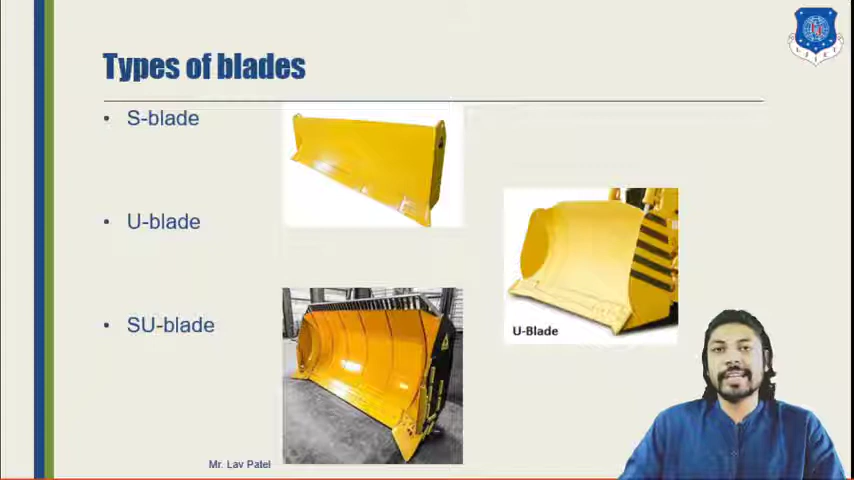 Types of blades
• S-blade
• U-blade
U-Blade
• SU-blade
Mr. Lav Patel